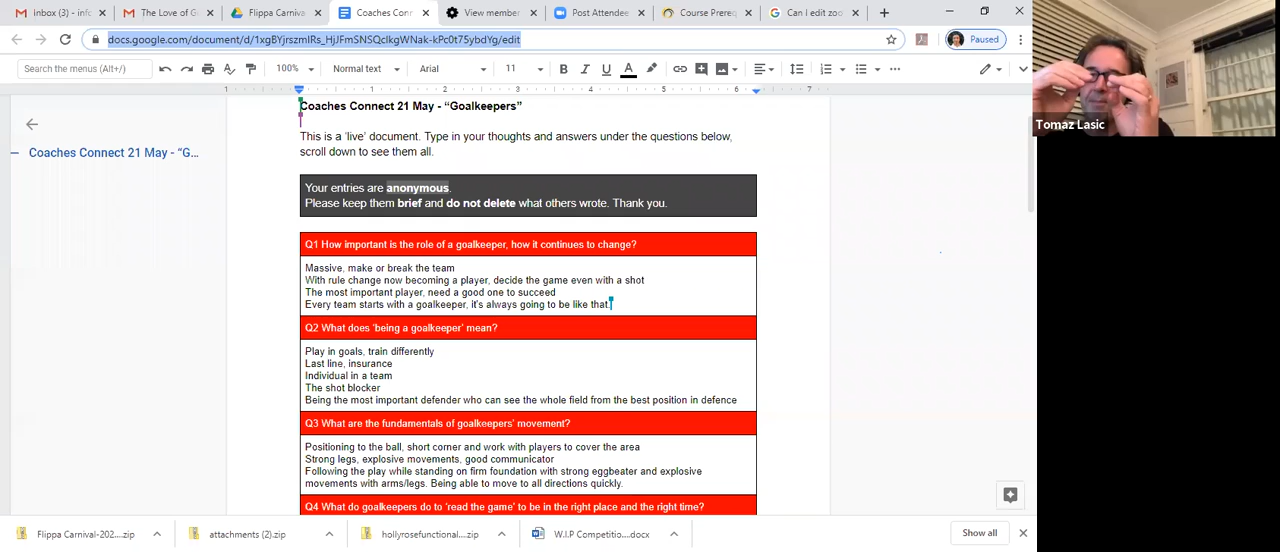 Inbox (3) - infc
The Love of G
Flippa Carniva
Coaches Conn
View member
Post Attendee
Course Prereq
Can I edit zoo
docs.google.com/document/d/1xgBYjrszmIRs_HjJFmSNSQclkgWNak-kPc0t75ybdYg/edit
Paused
Search the menus (Alt+/)
100%
Normal text
Arial
11
1 1 2 3 4 5 6 7
Coaches Connect 21 May - “G...
Coaches Connect 21 May - “Goalkeepers”
This is a 'live' document. Type in your thoughts and answers under the questions below,
scroll down to see them all.
Your entries are anonymous.
Please keep them brief and do not delete what others wrote. Thank you.
Q1 How important is the role of a goalkeeper, how it continues to change?
Massive, make or break the team
With rule change now becoming a player, decide the game even with a shot
The most important player, need a good one to succeed
Every team starts with a goalkeeper, it's always going to be like that.
Q2 What does 'being a goalkeeper' mean?
Play in goals, train differently
Last line, insurance
Individual in a team
The shot blocker
Being the most important defender who can see the whole field from the best position in defence
Q3 What are the fundamentals of goalkeepers' movement?
Positioning to the ball, short corner and work with players to cover the area
Strong legs, explosive movements, good communicator
Following the play while standing on firm foundation with strong eggbeater and explosive
movements with arms/legs. Being able to move to all directions quickly.
Q4 What do goalkeepers do to 'read the game' to be in the right place and the right time?
Tomaz Lasic
Flippa Carnival-202....zip
attachments (2).zip
hollyrosefunctional....zip
W.I.P Competitio....docx
Show all